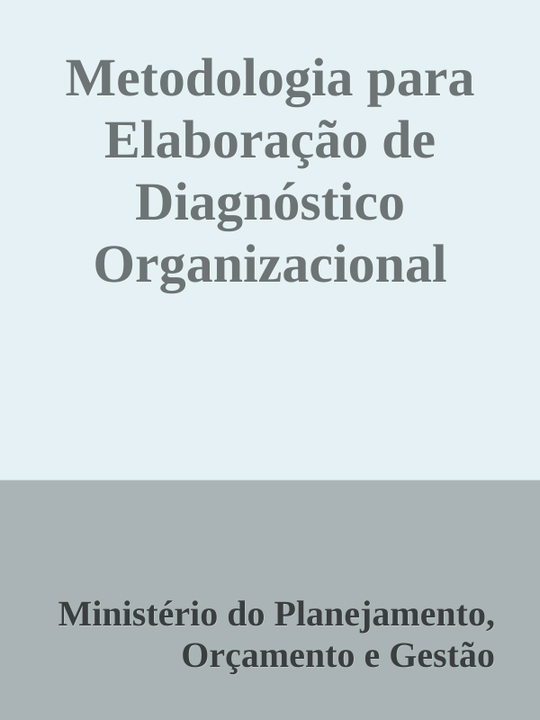 Metodologia para
Elaboração de
Diagnóstico
Organizacional
Ministério do Planejamento,
Orçamento e Gestão